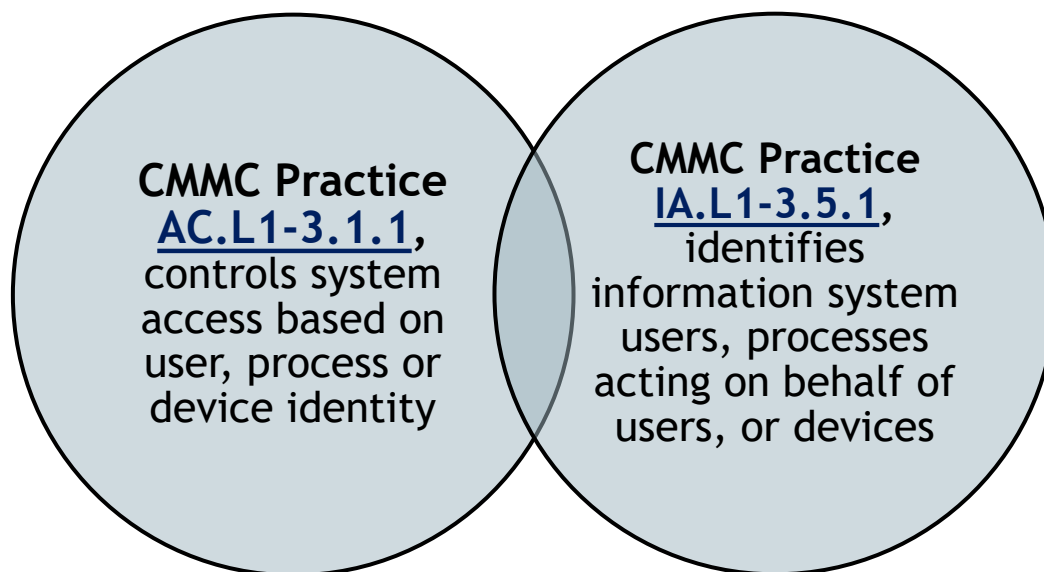 CMMC Practice
AC.L1-3.1.1,
controls system
access based on
user, process or
device identity
CMMC Practice
IA.L1-3.5.1,
identifies
information system
users, processes
acting on behalf of
users, or devices